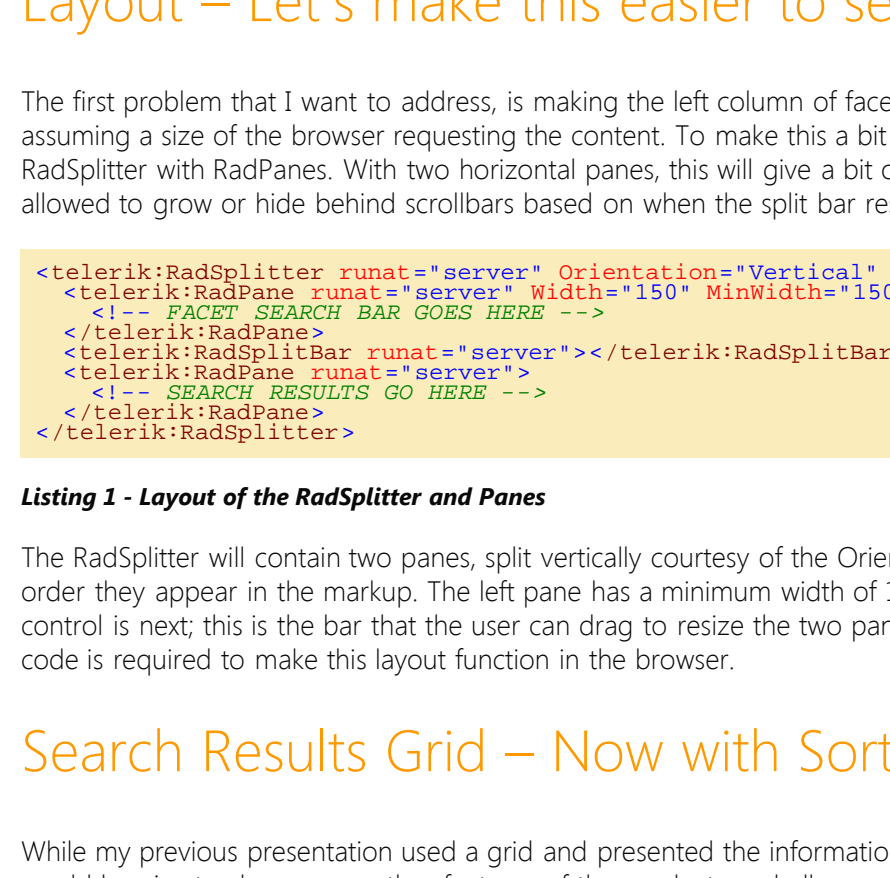 Layout – Let's make this easier to se
The first problem that I want to address, is making the left column of face
assuming a size of the browser requesting the content. To make this a bit
RadSplitter with RadPanes. With two horizontal panes, this will give a bit
allowed to grow or hide behind scrollbars based on when the split bar re
<telerik:RadSplitter runat="server" Orientation="Vertical"
<telerik:RadPane runat="server" Width="150" MinWidth="150
<!-- FACET SEARCH BAR GOES HERE -->
</telerik:RadPane>
<telerik:RadSplitBar runat="server"></telerik:RadSplitBar
<telerik:RadPane runat="server">
<!-- SEARCH RESULTS GO HERE -->
</telerik:RadPane>
</telerik:RadSplitter>
Listing 1 - Layout of the RadSplitter and Panes
The RadSplitter will contain two panes, split vertically courtesy of the Orie
order they appear in the markup. The left pane has a minimum width of 1
control is next; this is the bar that the user can drag to resize the two pan
code is required to make this layout function in the browser.
Search Results Grid – Now with Sort
While my previous presentation used a grid and presented the informatio